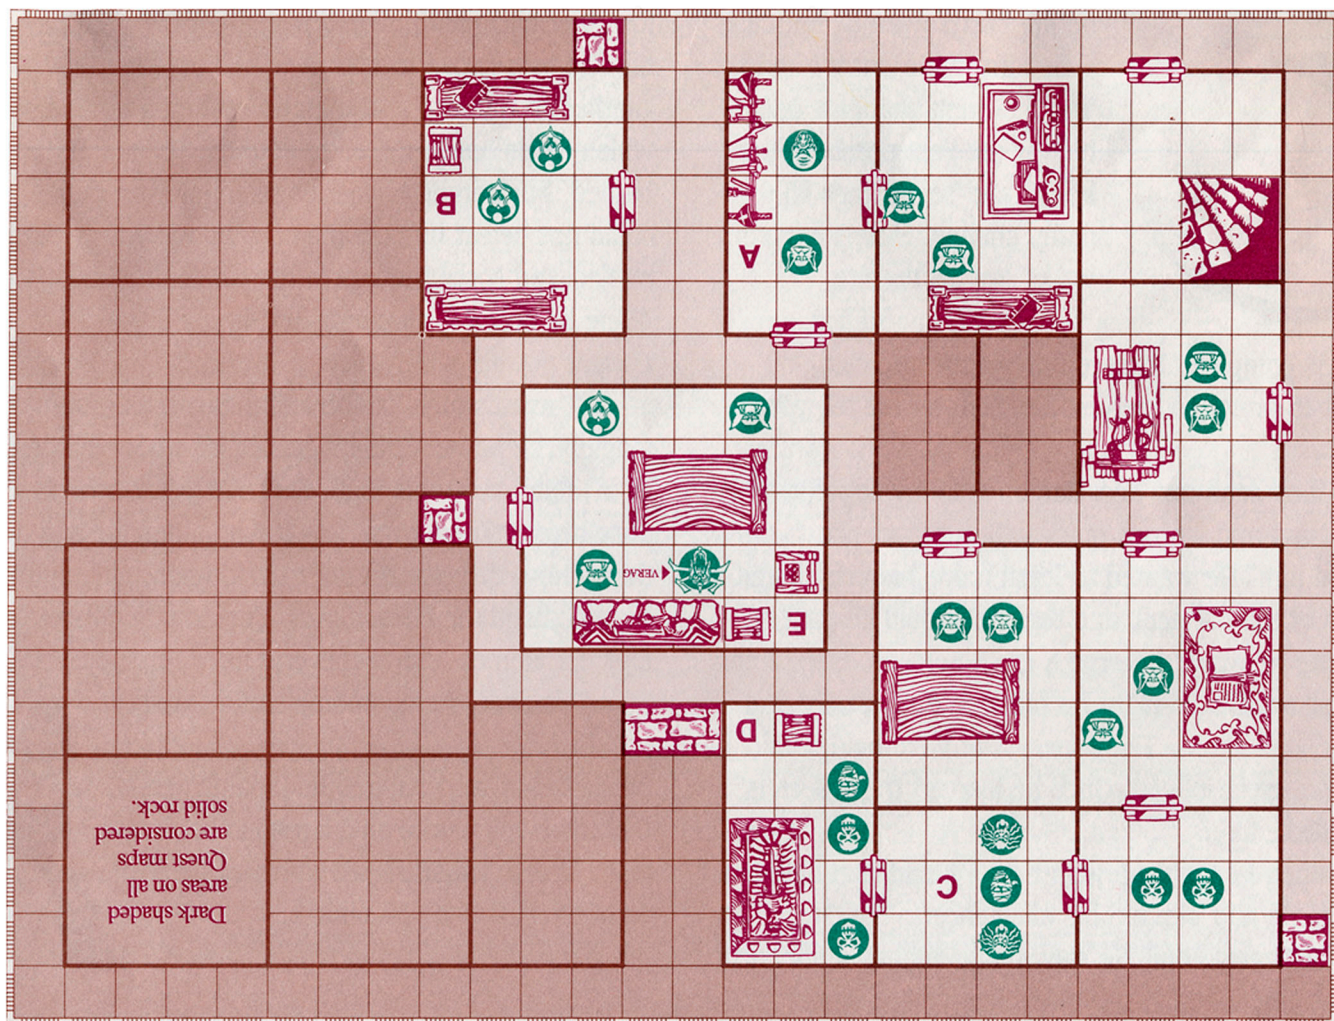 Dark shaded
areas on all
Quest maps
are considered
solid rock.
C
D
E
VERAG
A
B